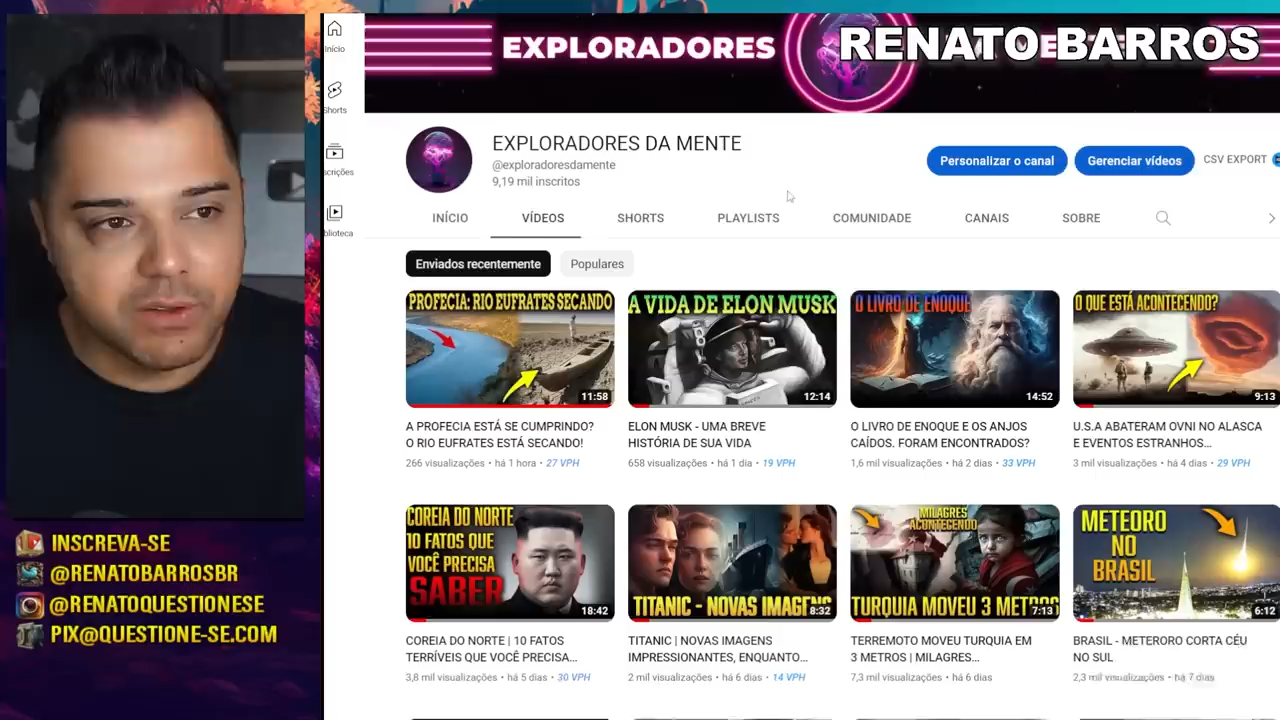 EXPLORADORES
RENATO BARROS
Início
Shorts
scrições
blioteca
EXPLORADORES DA MENTE
@exploradoresdamente
9,19 mil inscritos
Personalizar o canal
Gerenciar vídeos
CSV EXPORT
INÍCIO
VÍDEOS
SHORTS
PLAYLISTS
COMUNIDADE
CANAIS
SOBRE
Enviados recentemente
Populares
PROFECIA: RIO EUFRATES SECANDO
11:58
A VIDA DE ELON MUSK
12:14
O LIVRO DE ENOQUE
14:52
O QUE ESTÁ ACONTECENDO?
9:13
A PROFECIA ESTÁ SE CUMPRINDO?
O RIO EUFRATES ESTÁ SECANDO!
266 visualizações • há 1 hora • 27 VPH
ELON MUSK - UMA BREVE
HISTÓRIA DE SUA VIDA
658 visualizações • há 1 dia • 19 VPH
O LIVRO DE ENOQUE E OS ANJOS
CAÍDOS. FORAM ENCONTRADOS?
1,6 mil visualizações • há 2 dias • 33 VPH
U.S.A ABATERAM OVNI NO ALASCA
E EVENTOS ESTRANHOS...
3 mil visualizações • há 4 dias • 29 VPH
COREIA DO NORTE
10 FATOS QUE
VOCÊ PRECISA
SABER
18:42
TITANIC - NOVAS IMAGENS
8:32
MILAGRES
ACONTECENDO
TURQUIA MOVEU 3 METROS
7:13
METEORO
NO
BRASIL
6:12
COREIA DO NORTE | 10 FATOS
TERRÍVEIS QUE VOCÊ PRECISA...
3,8 mil visualizações • há 5 dias • 30 VPH
TITANIC | NOVAS IMAGENS
IMPRESSIONANTES, ENQUANTO...
2 mil visualizações • há 6 dias • 14 VPH
TERREMOTO MOVEU TURQUIA EM
3 METROS | MILAGRES...
7,3 mil visualizações • há 6 dias
BRASIL - METERORO CORTA CÉU
NO SUL
2,3 mil visualizações • há 7 dias
INSCREVA-SE
@RENATOBARROSBR
@RENATOQUESTIONESE
PIX@QUESTIONE-SE.COM